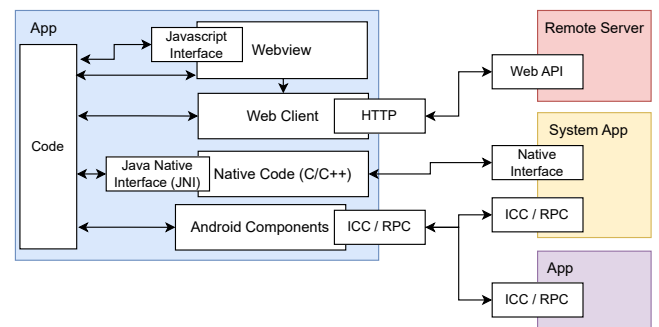 App
Code
Javascript
Interface
Webview
Web Client
HTTP
Java Native
Interface (JNI)
Native Code (C/C++)
Android Components
ICC / RPC
Remote Server
Web API
System App
Native
Interface
ICC / RPC
App
ICC / RPC